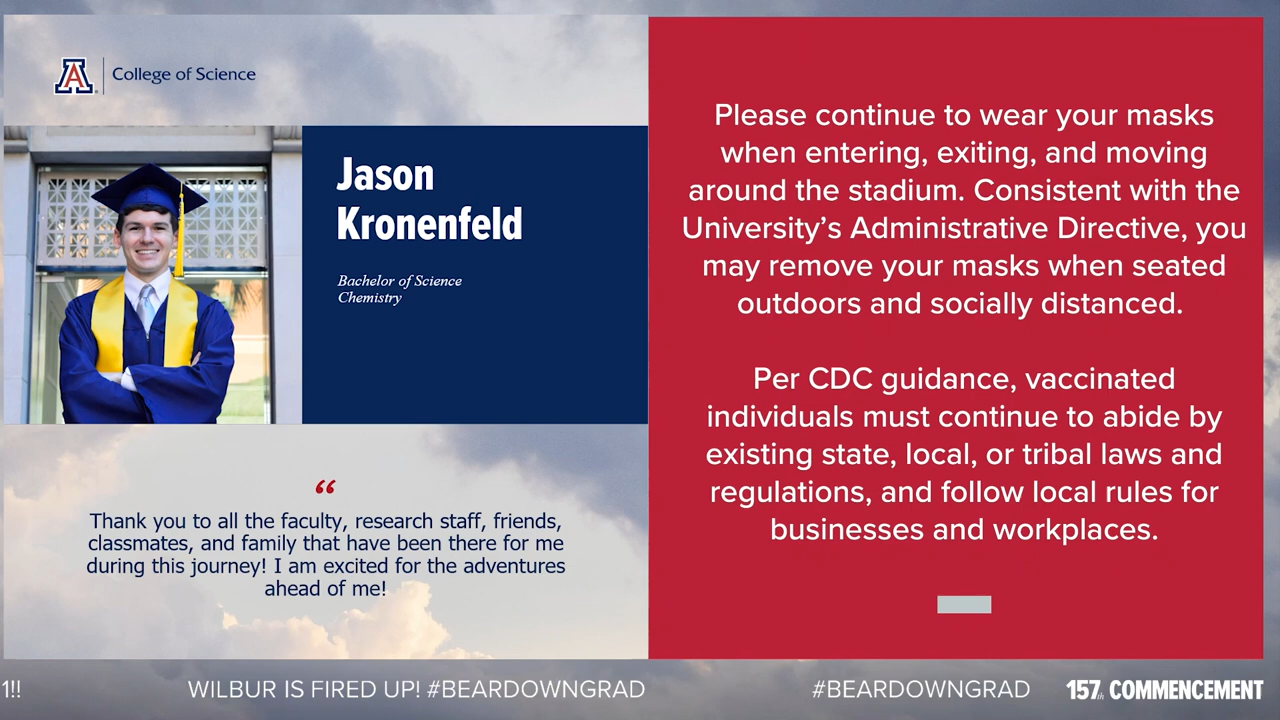 A
College of Science
Jason
Kronenfeld
Bachelor of Science
Chemistry
“
Thank you to all the faculty, research staff, friends,
classmates, and family that have been there for me
during this journey! I am excited for the adventures
ahead of me!
Please continue to wear your masks
when entering, exiting, and moving
around the stadium. Consistent with the
University’s Administrative Directive, you
may remove your masks when seated
outdoors and socially distanced.
Per CDC guidance, vaccinated
individuals must continue to abide by
existing state, local, or tribal laws and
regulations, and follow local rules for
businesses and workplaces.
1!! WILBUR IS FIRED UP! #BEARDOWNGRAD #BEARDOWNGRAD 157th COMMENCEMENT